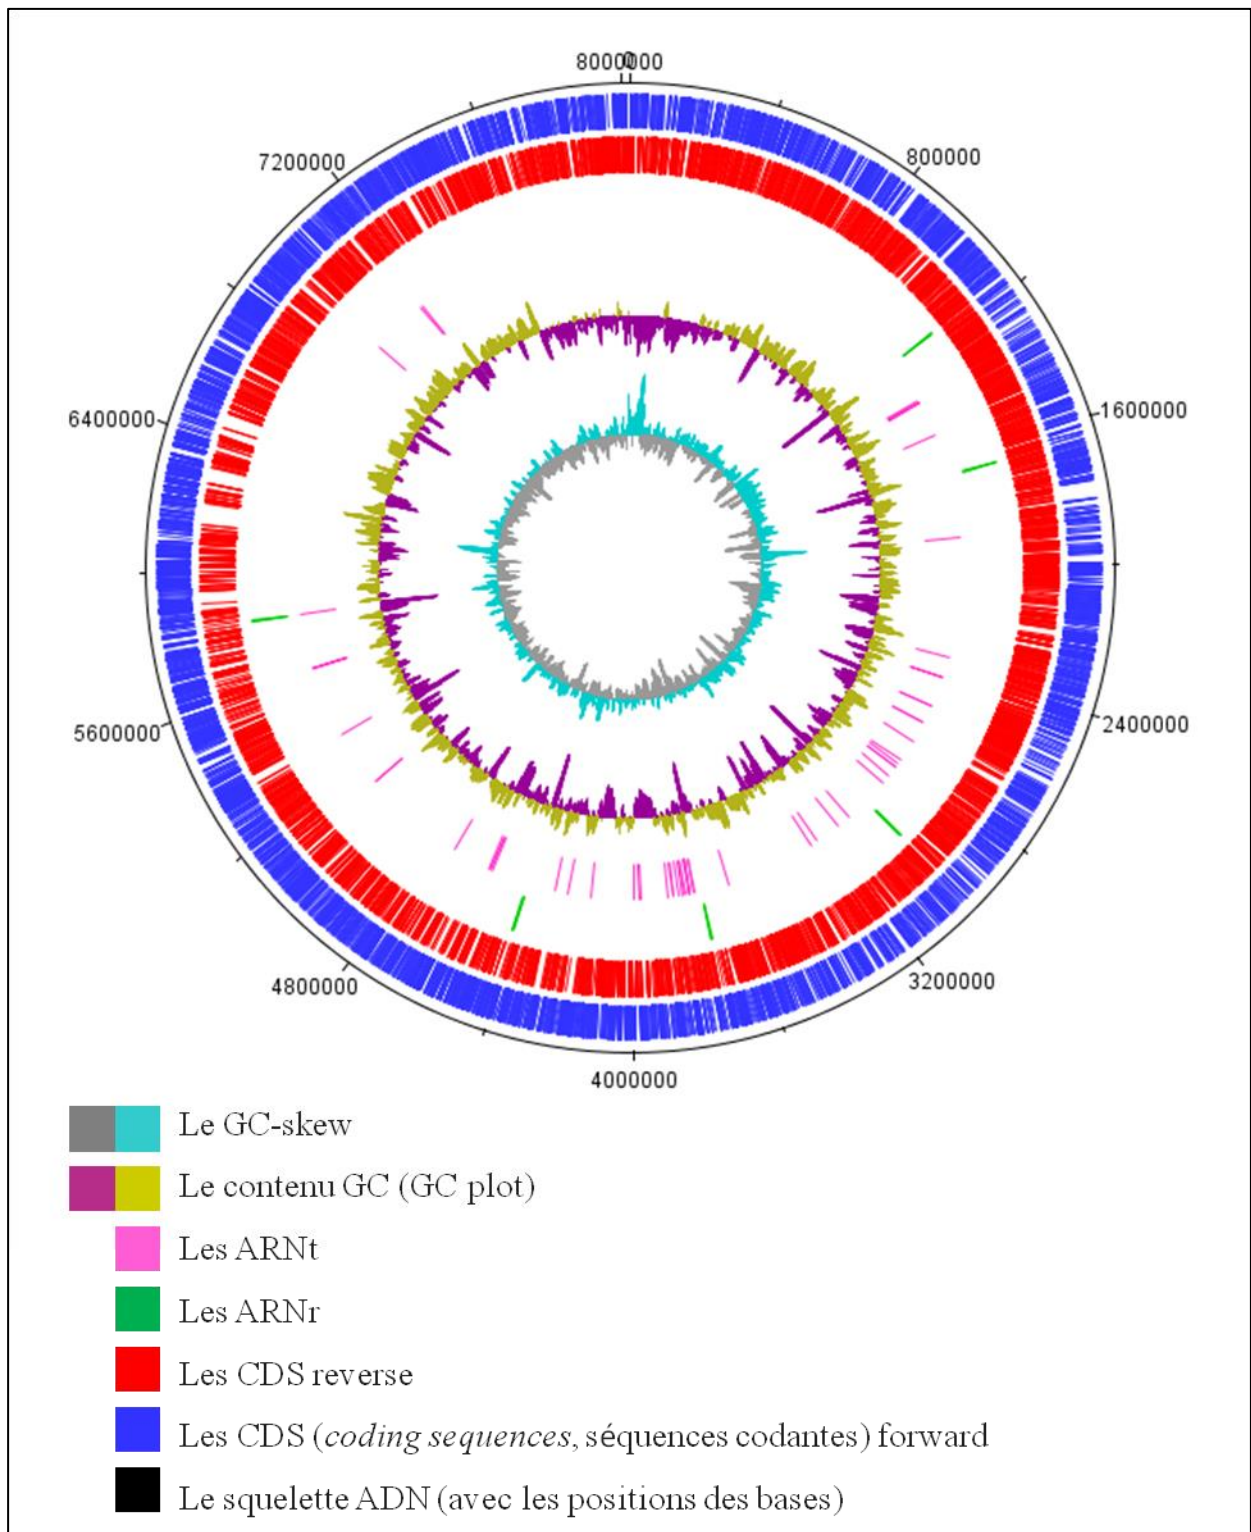 8000000
0
7200000
800000
6400000
1600000
5600000
2400000
4800000
3200000
4000000
Le GC-skew
Le contenu GC (GC plot)
Les ARNt
Les ARNr
Les CDS reverse
Les CDS (coding sequences, séquences codantes) forward
Le squelette ADN (avec les positions des bases)